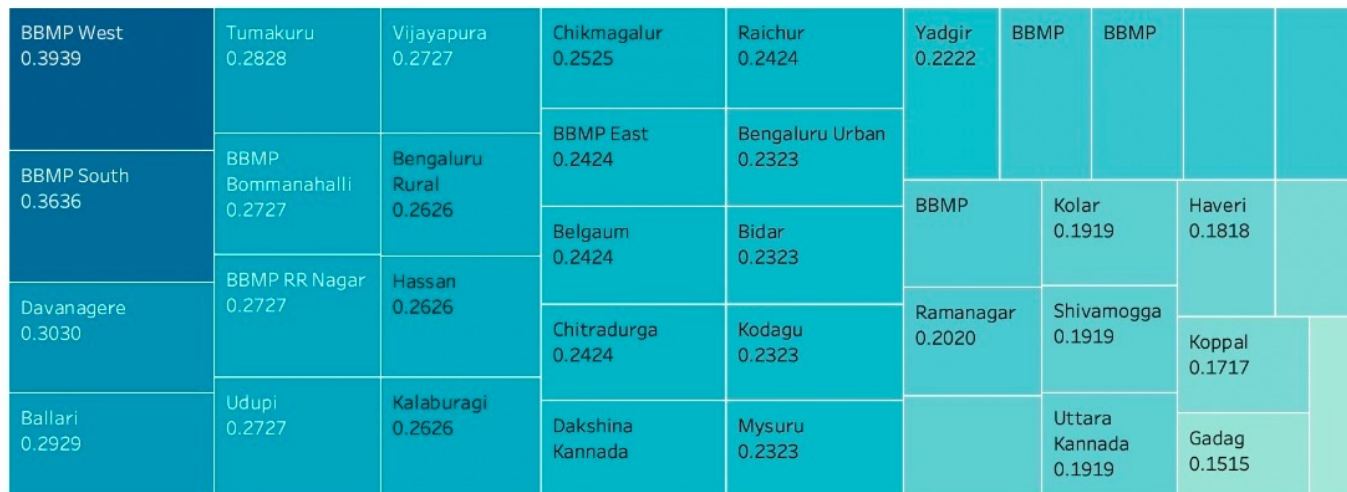 BBMP West
0.3939
BBMP South
0.3636
Davanagere
0.3030
Ballari
0.2929
Tumakuru
0.2828
BBMP
Bommanahalli
0.2727
BBMP RR Nagar
0.2727
Udupi
0.2727
Vijayapura
0.2727
Bengaluru
Rural
0.2626
Hassan
0.2626
Kalaburagi
0.2626
Chikmagalur
0.2525
BBMP East
0.2424
Belgaum
0.2424
Chitradurga
0.2424
Dakshina
Kannada
Raichur
0.2424
Bengaluru Urban
0.2323
Bidar
0.2323
Kodagu
0.2323
Mysuru
0.2323
Yadgir
0.2222
BBMP
BBMP
BBMP
Ramanagar
0.2020
Kolar
0.1919
Shivamogga
0.1919
Uttara
Kannada
0.1919
Haveri
0.1818
Koppal
0.1717
Gadag
0.1515